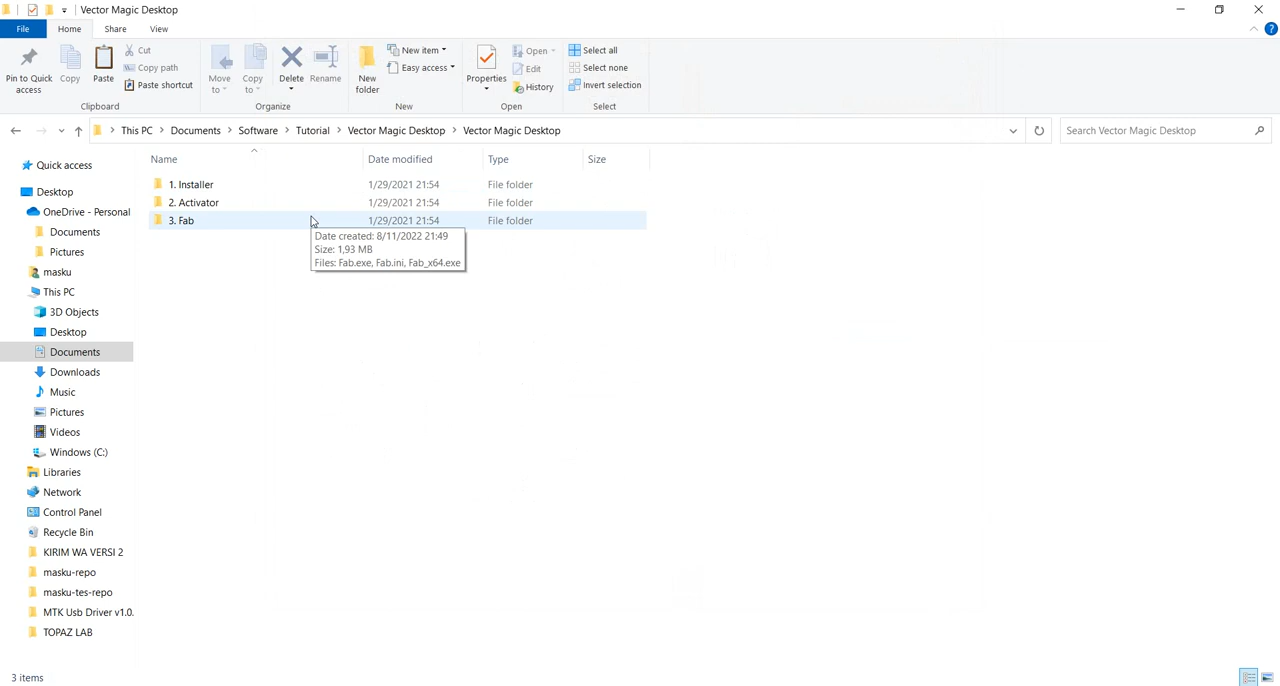 Vector Magic Desktop
File
Home
Share
View
Pin to Quick access
Copy
Paste
Cut
Copy path
Paste shortcut
Clipboard
Move to
Copy to
Delete
Rename
Organize
New folder
New item
Easy access
New
Properties
Open
Edit
History
Open
Select all
Select none
Invert selection
Select
This PC > Documents > Software > Tutorial > Vector Magic Desktop > Vector Magic Desktop
Search Vector Magic Desktop
Name Date modified Type Size
1. Installer 1/29/2021 21:54 File folder
2. Activator 1/29/2021 21:54 File folder
3. Fab 1/29/2021 21:54 File folder
Date created: 8/11/2022 21:49
Size: 1,93 MB
Files: Fab.exe, Fab.ini, Fab_x64.exe
Quick access
Desktop
OneDrive - Personal
Documents
Pictures
masku
This PC
3D Objects
Desktop
Documents
Downloads
Music
Pictures
Videos
Windows (C:)
Libraries
Network
Control Panel
Recycle Bin
KIRIM WA VERSI 2
masku-repo
masku-tes-repo
MTK Usb Driver v1.0.
TOPAZ LAB
3 items